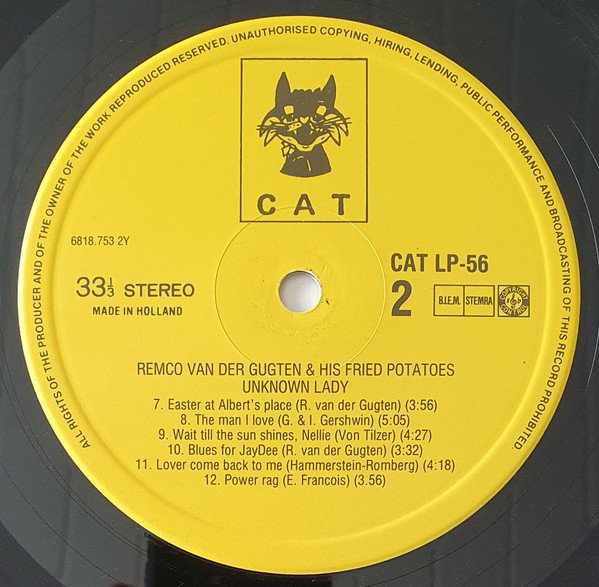 ALL RIGHTS OF THE PRODUCER AND OF THE OWNER OF THE WORK REPRODUCED RESERVED. UNAUTHORISED COPYING, HIRING, LENDING, PUBLIC PERFORMANCE AND BROADCASTING OF THIS RECORD PROHIBITED.
CAT
6818.753 2Y
33⅓ STEREO
MADE IN HOLLAND
CAT LP-56
2
B.I.E.M. STEMRA COPYRIGHT CONTROL
REMCO VAN DER GUGTEN & HIS FRIED POTATOES
UNKNOWN LADY
7. Easter at Albert's place (R. van der Gugten) (3:56)
8. The man I love (G. & I. Gershwin) (5:05)
9. Wait till the sun shines, Nellie (Von Tilzer) (4:27)
10. Blues for JayDee (R. van der Gugten) (3:32)
11. Lover come back to me (Hammerstein-Romberg) (4:18)
12. Power rag (E. Francois) (3.56)